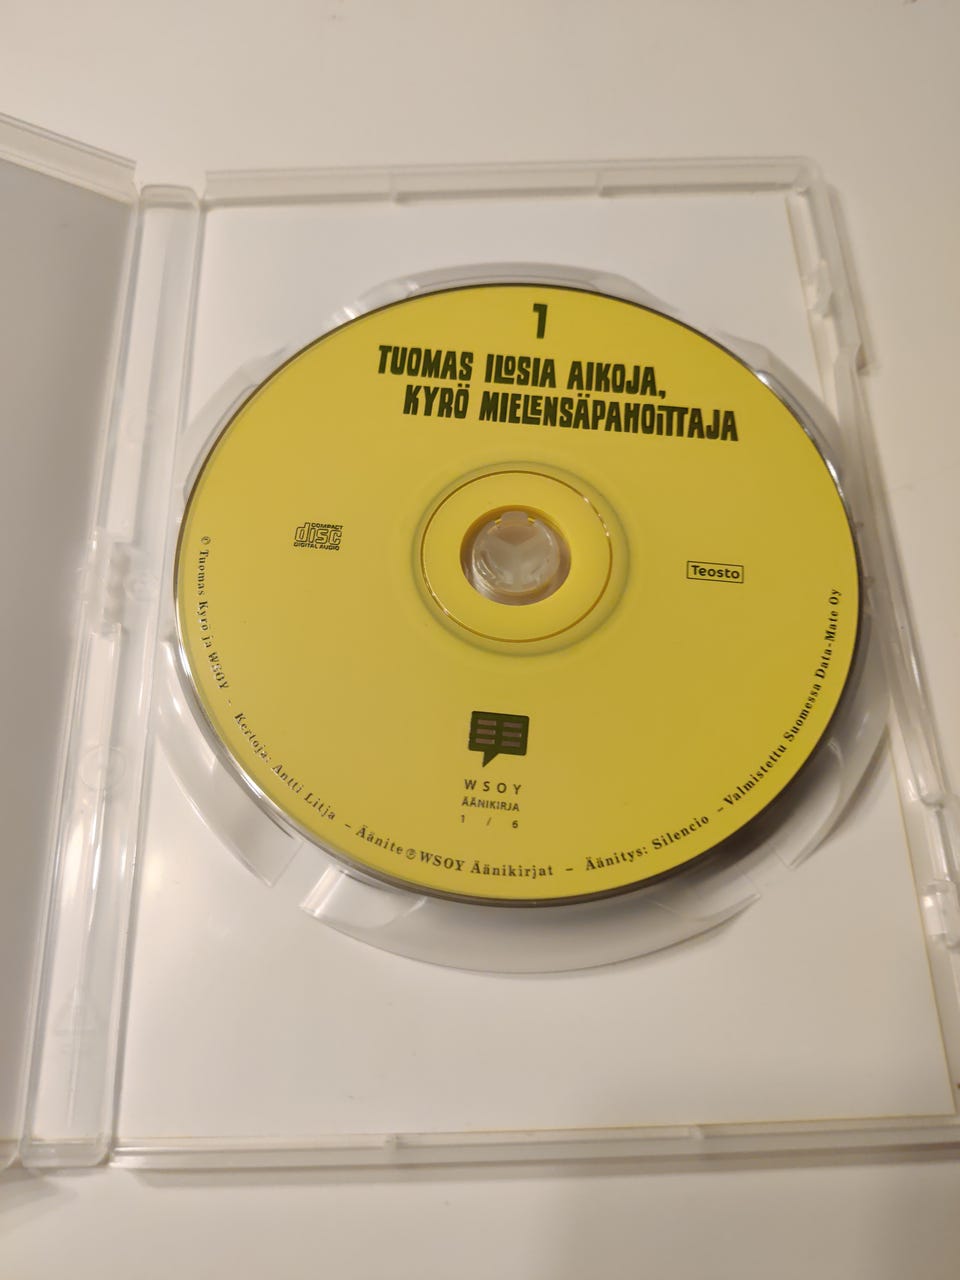 1
TUOMAS ILOSIA AIKOJA,
KYRÖ MIELENSÄPAHOITTAJA
COMPACT
disc
DIGITAL AUDIO
Teosto
WSOY
ÄÄNIKIRJA
1 / 6
© Tuomas Kyrö ja WSOY - Kertoja: Antti Litja – Äänite ℗ WSOY Äänikirjat – Äänitys: Silencio – Valmistettu Suomessa Data-Mate Oy